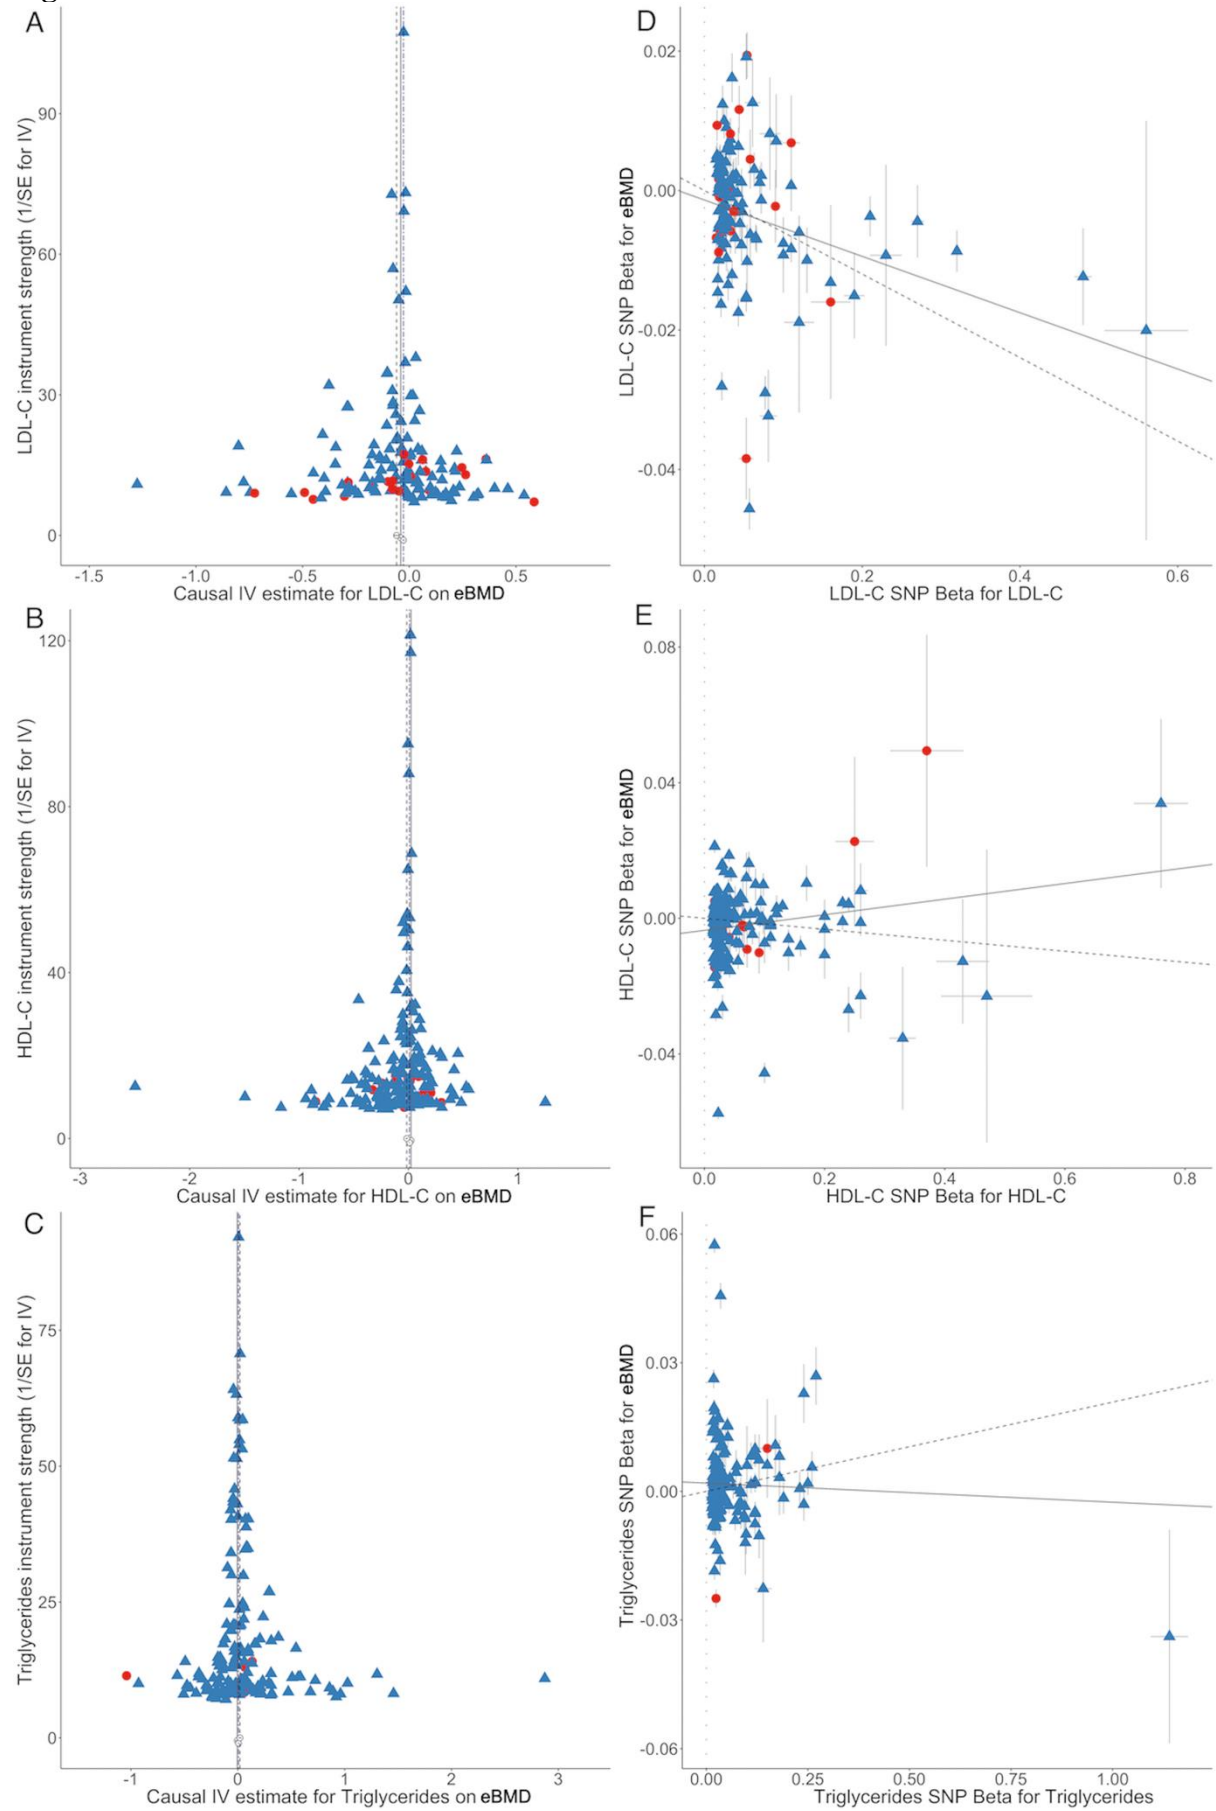 A
LDL-C instrument strength (1/SE for IV)
90
60
30
0
-1.5 -1.0 -0.5 0.0 0.5
Causal IV estimate for LDL-C on eBMD
D
LDL-C SNP Beta for eBMD
0.02
0.00
-0.02
-0.04
0.0 0.2 0.4 0.6
LDL-C SNP Beta for LDL-C
B
HDL-C instrument strength (1/SE for IV)
120
80
40
0
-3 -2 -1 0 1
Causal IV estimate for HDL-C on eBMD
E
HDL-C SNP Beta for eBMD
0.08
0.04
0.00
-0.04
0.0 0.2 0.4 0.6 0.8
HDL-C SNP Beta for HDL-C
C
Triglycerides instrument strength (1/SE for IV)
75
50
25
0
-1 0 1 2 3
Causal IV estimate for Triglycerides on eBMD
F
Triglycerides SNP Beta for eBMD
0.06
0.03
0.00
-0.03
-0.06
0.00 0.25 0.50 0.75 1.00
Triglycerides SNP Beta for Triglycerides